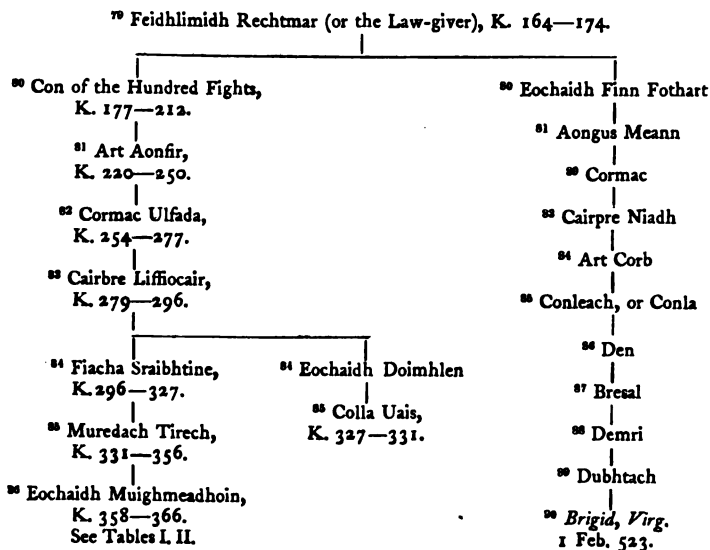 79 Feidhlimidh Rechtmar (or the Law-giver), K. 164—174.
80 Con of the Hundred Fights,
K. 177—212.
81 Art Aonfir,
K. 220—250.
82 Cormac Ulfada,
K. 254—277.
83 Cairbre Liffiocair,
K. 279—296.
84 Fiacha Sraibhtine,
K. 296—327.
85 Muredach Tirech,
K. 331—356.
86 Eochaidh Muighmeadhoin,
K. 358—366.
See Tables I. II.
84 Eochaidh Doimhlen
85 Colla Uais,
K. 327—331.
80 Eochaidh Finn Fothart
81 Aongus Meann
82 Cormac
83 Cairpre Niadh
84 Art Corb
85 Conleach, or Conla
86 Den
87 Bresal
88 Demri
89 Dubhtach
90 Brigid, Virg.
1 Feb. 523.